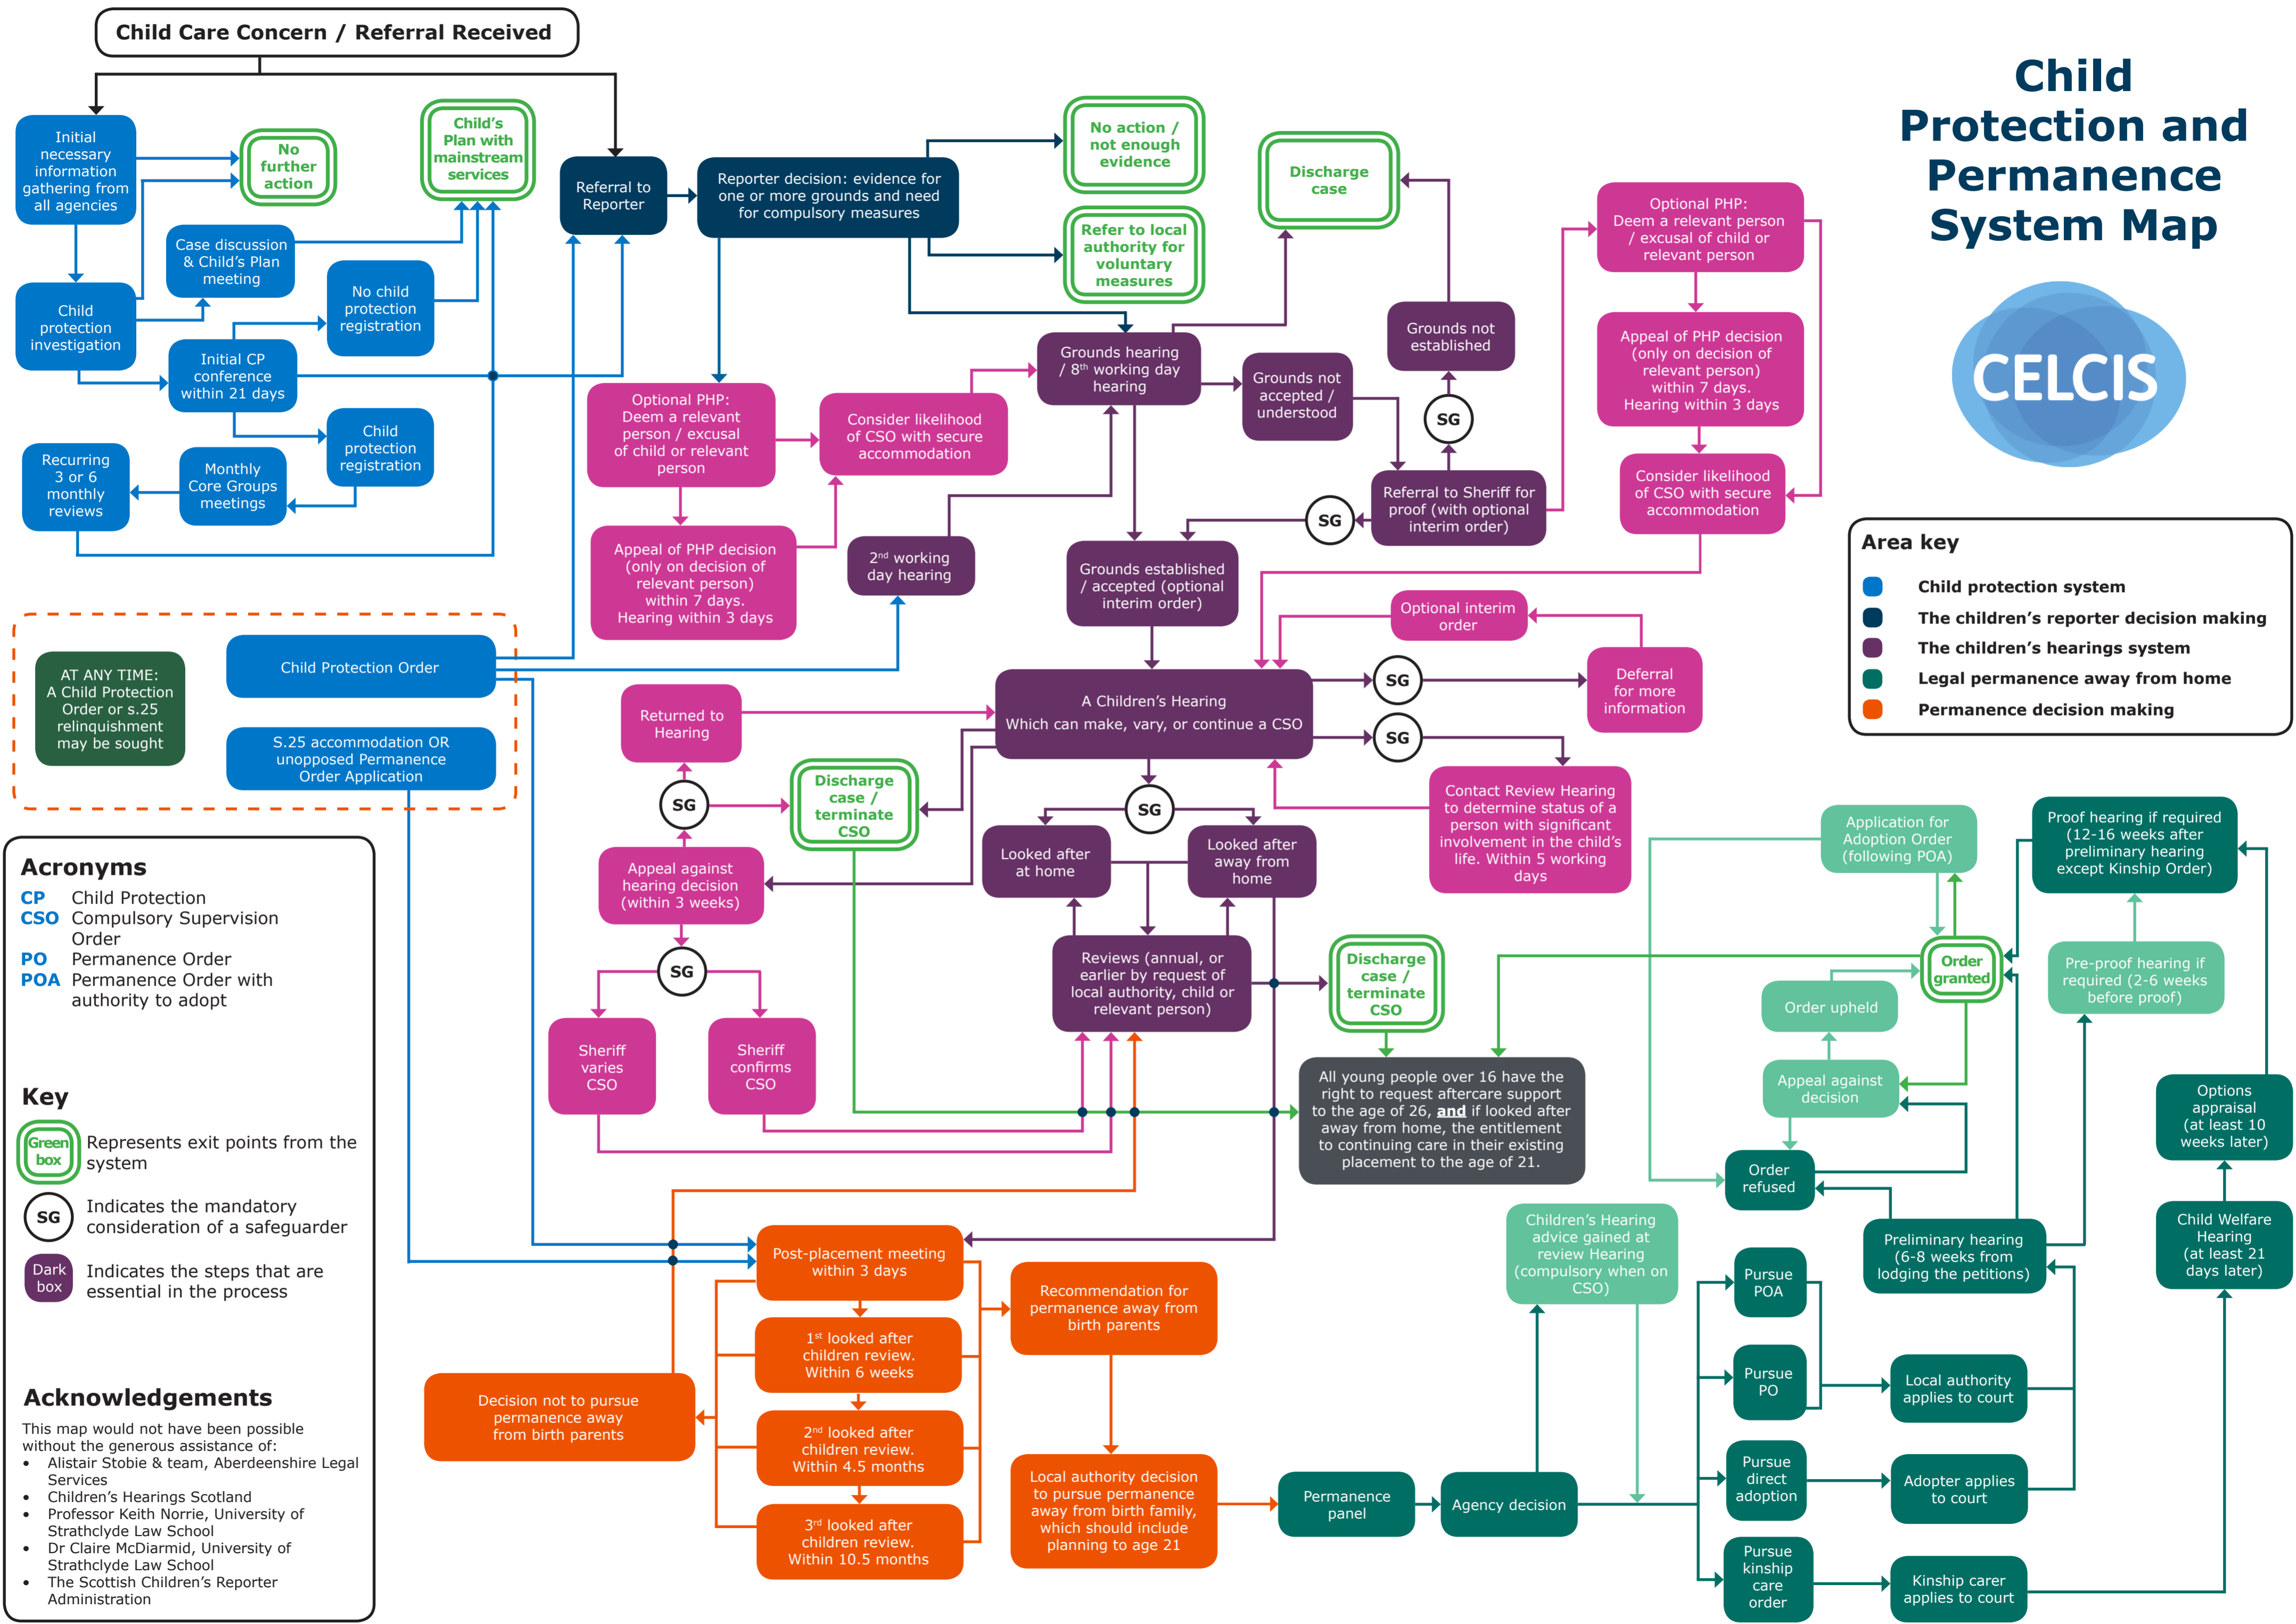 Child Care Concern / Referral Received
Child
Protection and
Permanence
System Map
CELCIS
Initial
necessary
information
gathering from
all agencies
No
further
action
Child's
Plan with
mainstream
services
Case discussion
& Child's Plan
meeting
No child
protection
registration
Child
protection
investigation
Initial CP
conference
within 21 days
Child
protection
registration
Monthly
Core Groups
meetings
Recurring
3 or 6
monthly
reviews
Referral to
Reporter
Reporter decision: evidence for
one or more grounds and need
for compulsory measures
No action /
not enough
evidence
Refer to local
authority for
voluntary
measures
Discharge
case
Optional PHP:
Deem a relevant
person / excusal
of child or relevant
person
Consider likelihood
of CSO with secure
accommodation
Appeal of PHP decision
(only on decision of
relevant person)
within 7 days.
Hearing within 3 days
2nd working
day hearing
Grounds hearing
/ 8th working day
hearing
Grounds not
accepted /
understood
Grounds not
established
SG
Referral to Sheriff for
proof (with optional
interim order)
SG
Grounds established
/ accepted (optional
interim order)
Optional PHP:
Deem a relevant person
/ excusal of child or
relevant person
Appeal of PHP decision
(only on decision of
relevant person)
within 7 days.
Hearing within 3 days
Consider likelihood
of CSO with secure
accommodation
Area key
Child protection system
The children's reporter decision making
The children's hearings system
Legal permanence away from home
Permanence decision making
AT ANY TIME:
A Child Protection
Order or s.25
relinquishment
may be sought
Child Protection Order
S.25 accommodation OR
unopposed Permanence
Order Application
Optional interim
order
Deferral
for more
information
SG
SG
A Children's Hearing
Which can make, vary, or continue a CSO
Returned to
Hearing
SG
Discharge
case /
terminate
CSO
Appeal against
hearing decision
(within 3 weeks)
SG
Sheriff
varies
CSO
Sheriff
confirms
CSO
SG
Looked after
at home
Looked after
away from
home
Contact Review Hearing
to determine status of a
person with significant
involvement in the child's
life. Within 5 working
days
Reviews (annual, or
earlier by request of
local authority, child or
relevant person)
Discharge
case /
terminate
CSO
All young people over 16 have the
right to request aftercare support
to the age of 26, and if looked after
away from home, the entitlement
to continuing care in their existing
placement to the age of 21.
Application for
Adoption Order
(following POA)
Proof hearing if required
(12-16 weeks after
preliminary hearing
except Kinship Order)
Order
granted
Pre-proof hearing if
required (2-6 weeks
before proof)
Order upheld
Appeal against
decision
Order
refused
Options
appraisal
(at least 10
weeks later)
Child Welfare
Hearing
(at least 21
days later)
Preliminary hearing
(6-8 weeks from
lodging the petitions)
Children's Hearing
advice gained at
review Hearing
(compulsory when on
CSO)
Pursue
POA
Pursue
PO
Pursue
direct
adoption
Pursue
kinship
care
order
Local authority
applies to court
Adopter applies
to court
Kinship carer
applies to court
Post-placement meeting
within 3 days
1st looked after
children review.
Within 6 weeks
2nd looked after
children review.
Within 4.5 months
3rd looked after
children review.
Within 10.5 months
Decision not to pursue
permanence away
from birth parents
Recommendation for
permanence away from
birth parents
Local authority decision
to pursue permanence
away from birth family,
which should include
planning to age 21
Permanence
panel
Agency decision
Acronyms
CP Child Protection
CSO Compulsory Supervision
Order
PO Permanence Order
POA Permanence Order with
authority to adopt
Key
Green
box
Represents exit points from the
system
SG
Indicates the mandatory
consideration of a safeguarder
Dark
box
Indicates the steps that are
essential in the process
Acknowledgements
This map would not have been possible
without the generous assistance of:
• Alistair Stobie & team, Aberdeenshire Legal
Services
• Children's Hearings Scotland
• Professor Keith Norrie, University of
Strathclyde Law School
• Dr Claire McDiarmid, University of
Strathclyde Law School
• The Scottish Children's Reporter
Administration